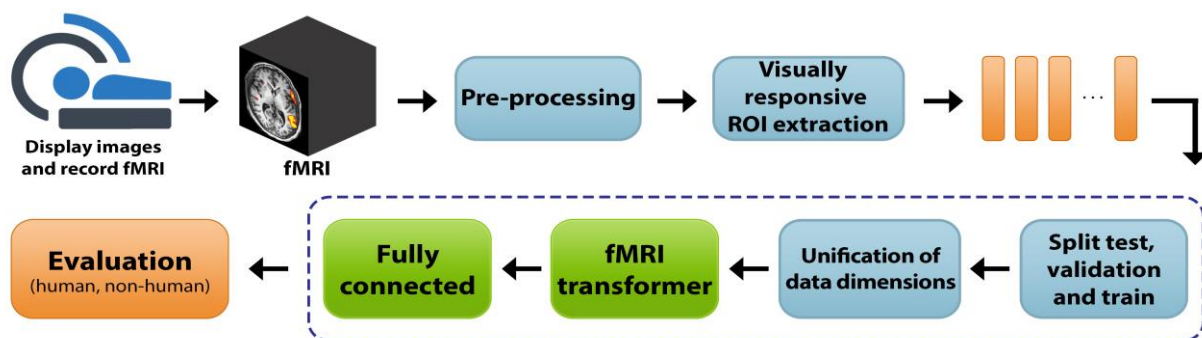 Display images
and record fMRI
fMRI
Pre-processing
Visually
responsive
ROI extraction
...
Split test,
validation
and train
Unification of
data dimensions
fMRI
transformer
Fully
connected
Evaluation
(human, non-human)